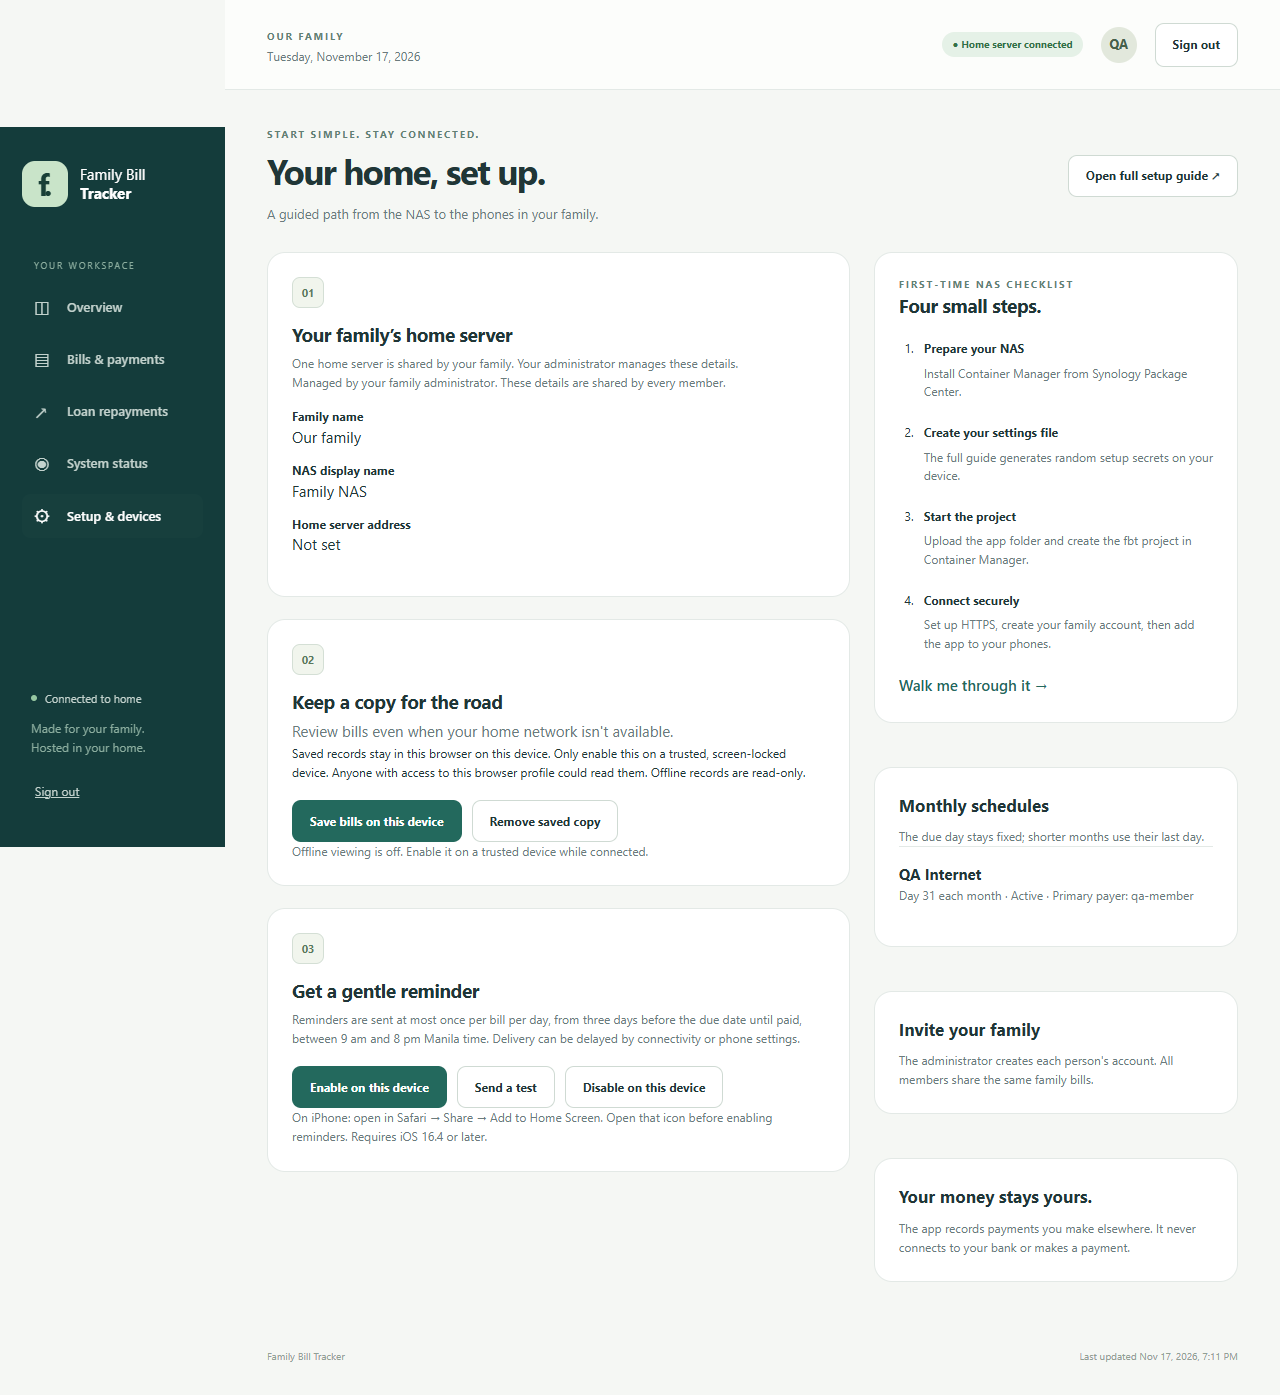 OUR FAMILY
Tuesday, November 17, 2026
● Home server connected
QA
Sign out
Family Bill
Tracker
YOUR WORKSPACE
Overview
Bills & payments
Loan repayments
System status
Setup & devices
Connected to home
Made for your family.
Hosted in your home.
Sign out
START SIMPLE. STAY CONNECTED.
Your home, set up.
A guided path from the NAS to the phones in your family.
Open full setup guide ↗
01
Your family’s home server
One home server is shared by your family. Your administrator manages these details.
Managed by your family administrator. These details are shared by every member.
Family name
Our family
NAS display name
Family NAS
Home server address
Not set
02
Keep a copy for the road
Review bills even when your home network isn't available.
Saved records stay in this browser on this device. Only enable this on a trusted, screen-locked
device. Anyone with access to this browser profile could read them. Offline records are read-only.
Save bills on this device
Remove saved copy
Offline viewing is off. Enable it on a trusted device while connected.
03
Get a gentle reminder
Reminders are sent at most once per bill per day, from three days before the due date until paid,
between 9 am and 8 pm Manila time. Delivery can be delayed by connectivity or phone settings.
Enable on this device
Send a test
Disable on this device
On iPhone: open in Safari → Share → Add to Home Screen. Open that icon before enabling
reminders. Requires iOS 16.4 or later.
FIRST-TIME NAS CHECKLIST
Four small steps.
1. Prepare your NAS
Install Container Manager from Synology Package
Center.
2. Create your settings file
The full guide generates random setup secrets on your
device.
3. Start the project
Upload the app folder and create the fbt project in
Container Manager.
4. Connect securely
Set up HTTPS, create your family account, then add
the app to your phones.
Walk me through it →
Monthly schedules
The due day stays fixed; shorter months use their last day.
QA Internet
Day 31 each month · Active · Primary payer: qa-member
Invite your family
The administrator creates each person's account. All
members share the same family bills.
Your money stays yours.
The app records payments you make elsewhere. It never
connects to your bank or makes a payment.
Family Bill Tracker
Last updated Nov 17, 2026, 7:11 PM